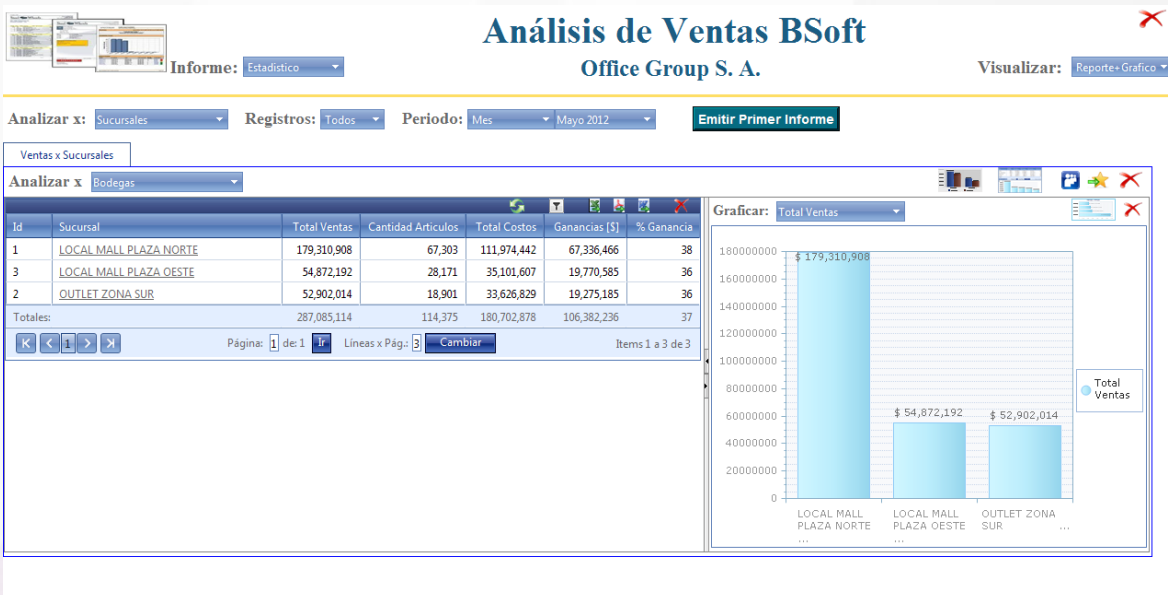 Análisis de Ventas BSoft
Informe: Estadistico
Office Group S. A.
Visualizar: Reporte+Grafico
Analizar x: Sucursales Registros: Todos Periodo: Mes Mayo 2012 Emitir Primer Informe
Ventas x Sucursales
Analizar x Bodegas
Id Sucursal Total Ventas Cantidad Articulos Total Costos Ganancias [$] % Ganancia
1 LOCAL MALL PLAZA NORTE 179,310,908 67,303 111,974,442 67,336,466 38
3 LOCAL MALL PLAZA OESTE 54,872,192 28,171 35,101,607 19,770,585 36
2 OUTLET ZONA SUR 52,902,014 18,901 33,626,829 19,275,185 36
Totales: 287,085,114 114,375 180,702,878 106,382,236 37
1 Página: 1 de: 1 Ir Líneas x Pág.: 3 Cambiar Items 1 a 3 de 3
Graficar: Total Ventas
180000000
160000000
140000000
120000000
100000000
80000000
60000000
40000000
20000000
0
$ 179,310,908
$ 54,872,192
$ 52,902,014
LOCAL MALL
PLAZA NORTE
...
LOCAL MALL
PLAZA OESTE
...
OUTLET ZONA
SUR ...
Total
Ventas